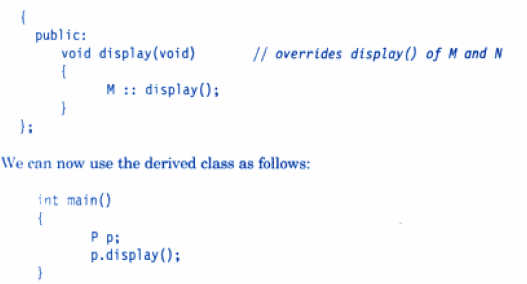 {
public:
void display(void) // overrides display() of M and N
{
M :: display();
}
};
We can now use the derived class as follows:
int main()
{
P p;
p.display();
}